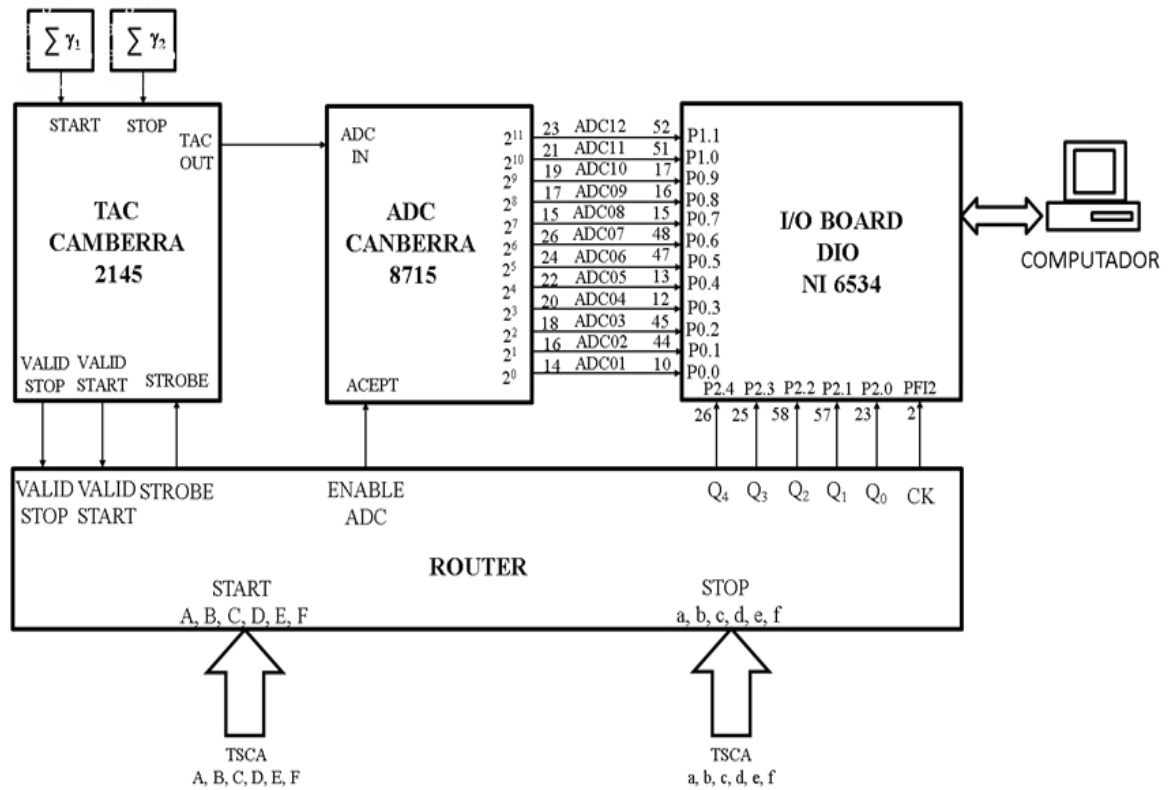 ∑ γ₁
∑ γ₂
START
STOP
TAC
OUT
TAC
CAMBERRA
2145
VALID
STOP
VALID
START
STROBE
ADC
IN
ADC
CANBERRA
8715
ACEPT
2¹¹ 23 ADC12 52 P1.1
2¹⁰ 21 ADC11 51 P1.0
2⁹ 19 ADC10 17 P0.9
2⁸ 17 ADC09 16 P0.8
2⁷ 15 ADC08 15 P0.7
2⁶ 26 ADC07 48 P0.6
2⁵ 24 ADC06 47 P0.5
2⁴ 22 ADC05 13 P0.4
2³ 20 ADC04 12 P0.3
2² 18 ADC03 45 P0.2
2¹ 16 ADC02 44 P0.1
2⁰ 14 ADC01 10 P0.0
I/O BOARD
DIO
NI 6534
COMPUTADOR
P2.4 P2.3 P2.2 P2.1 P2.0 PFI2
26 25 58 57 23 2
VALID
STOP
VALID
START
STROBE
ENABLE
ADC
Q₄ Q₃ Q₂ Q₁ Q₀ CK
ROUTER
START
A, B, C, D, E, F
STOP
a, b, c, d, e, f
TSCA
A, B, C, D, E, F
TSCA
a, b, c, d, e, f